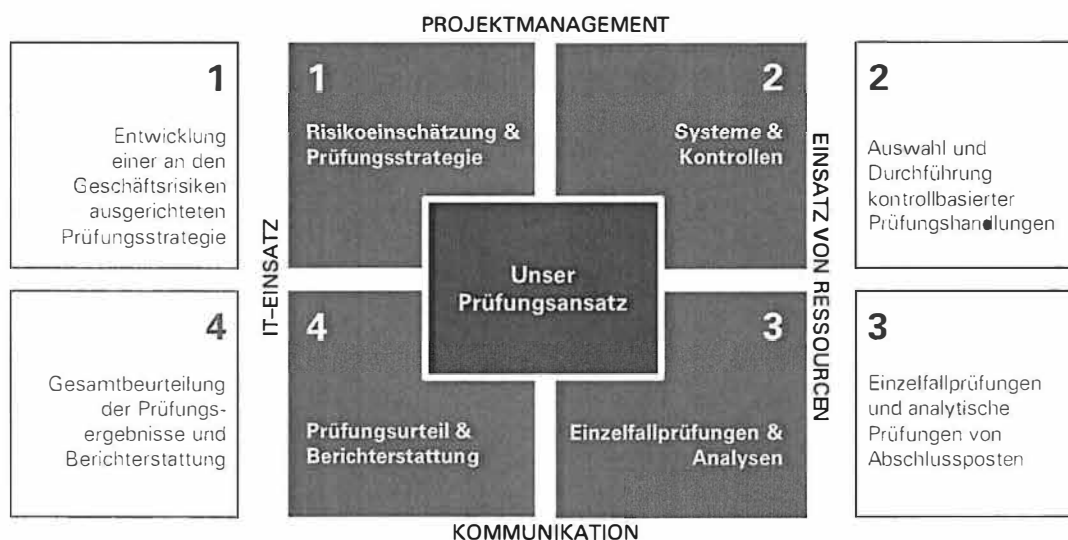 PROJEKTMANAGEMENT
1
Entwicklung
einer an den
Geschäftsrisiken
ausgerichteten
Prüfungsstrategie
1
Risikoeinschätzung &
Prüfungsstrategie
2
Systeme &
Kontrollen
2
Auswahl und
Durchführung
kontrollbasierter
Prüfungshandlungen
IT-EINSATZ
Unser
Prüfungsansatz
EINSATZ VON RESSOURCEN
4
Gesamtbeurteilung
der Prüfungs-
ergebnisse und
Berichterstattung
4
Prüfungsurteil &
Berichterstattung
3
Einzelfallprüfungen &
Analysen
3
Einzelfallprüfungen
und analytische
Prüfungen von
Abschlussposten
KOMMUNIKATION